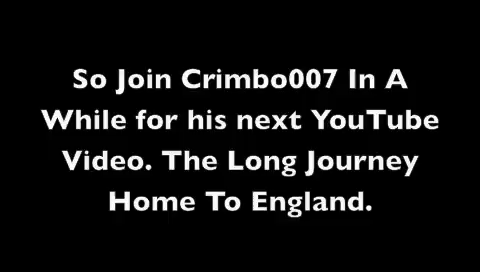 So Join Crimbo007 In A
While for his next YouTube
Video. The Long Journey
Home To England.